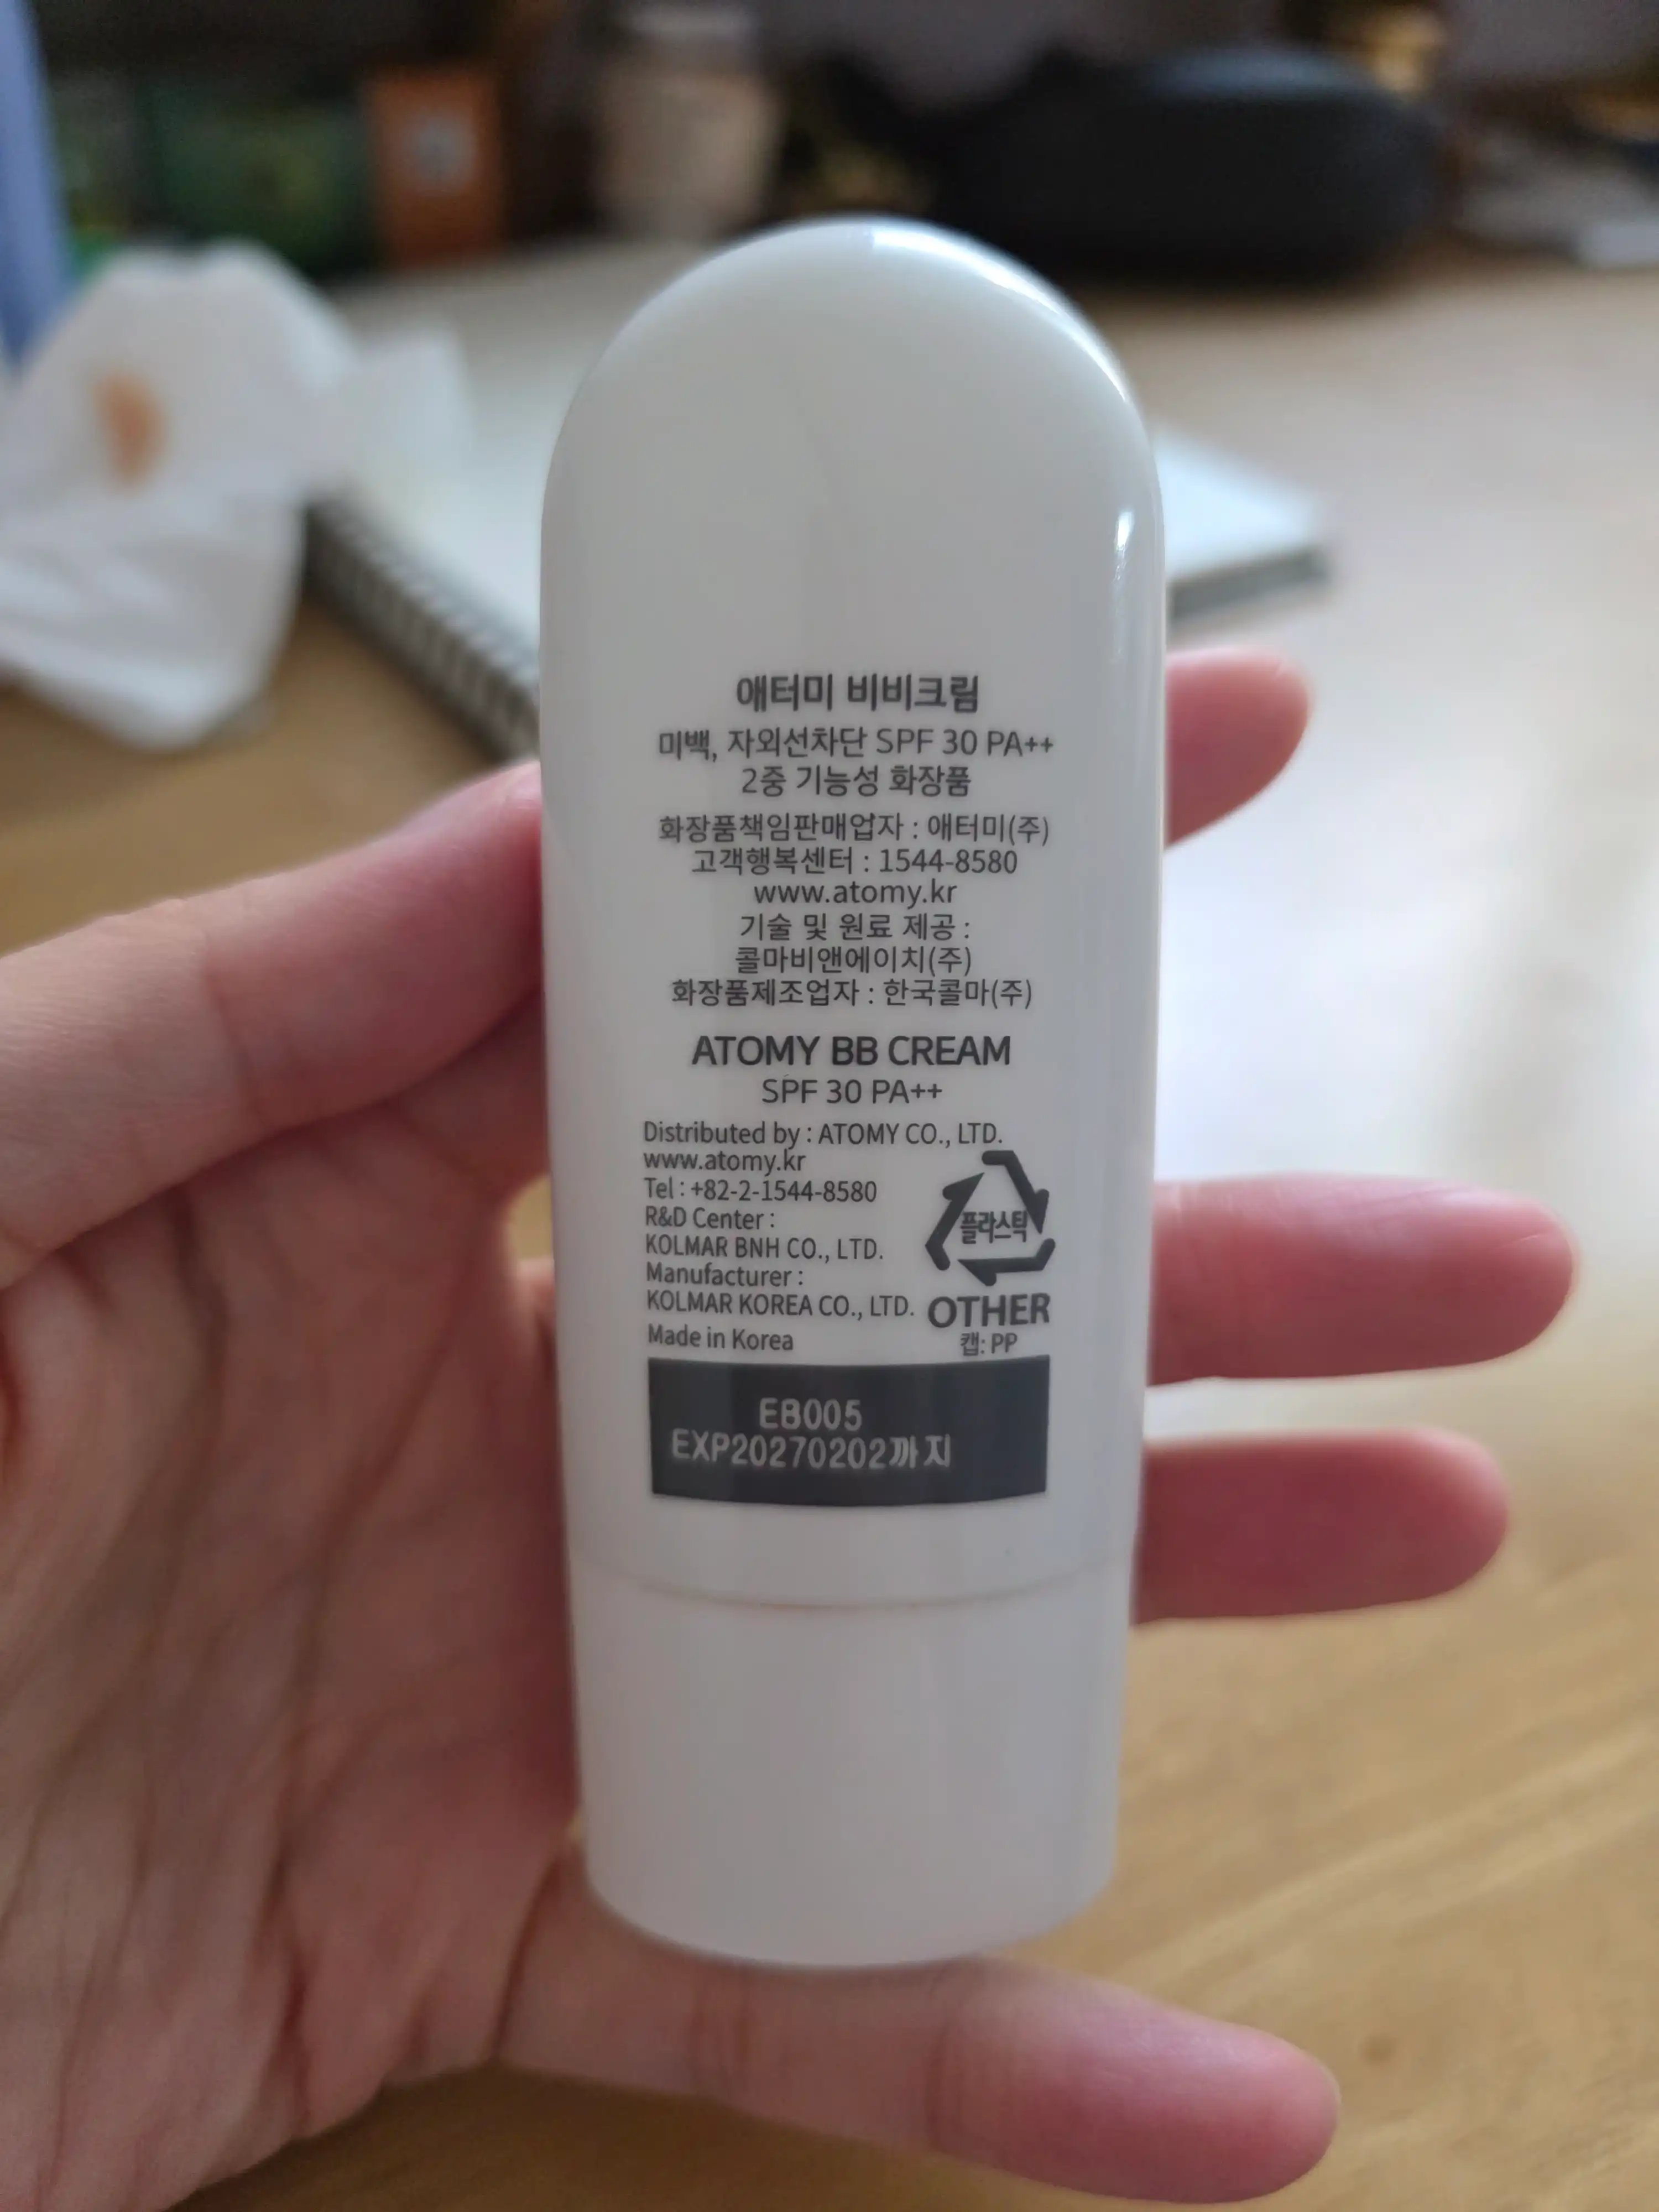 애터미 비비크림
미백, 자외선차단 SPF 30 PA++
2중 기능성 화장품
화장품책임판매업자 : 애터미(주)
고객행복센터 : 1544-8580
www.atomy.kr
기술 및 원료 제공 :
콜마비앤에이치(주)
화장품제조업자 : 한국콜마(주)
ATOMY BB CREAM
SPF 30 PA++
Distributed by : ATOMY CO., LTD.
www.atomy.kr
Tel : +82-2-1544-8580
R&D Center :
KOLMAR BNH CO., LTD.
Manufacturer :
KOLMAR KOREA CO., LTD.
Made in Korea
플라스틱
OTHER
캡: PP
EB005
EXP20270202까지